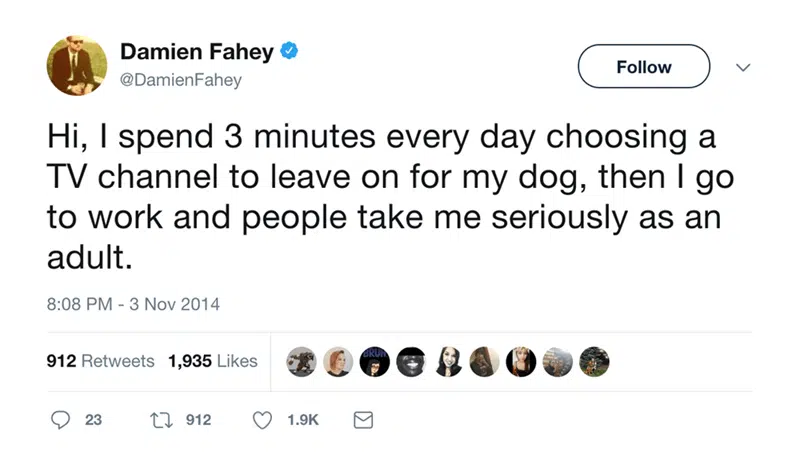 Damien Fahey
@DamienFahey
Follow
Hi, I spend 3 minutes every day choosing a
TV channel to leave on for my dog, then I go
to work and people take me seriously as an
adult.
8:08 PM - 3 Nov 2014
912 Retweets 1,935 Likes
BRUN
23 912 1.9K